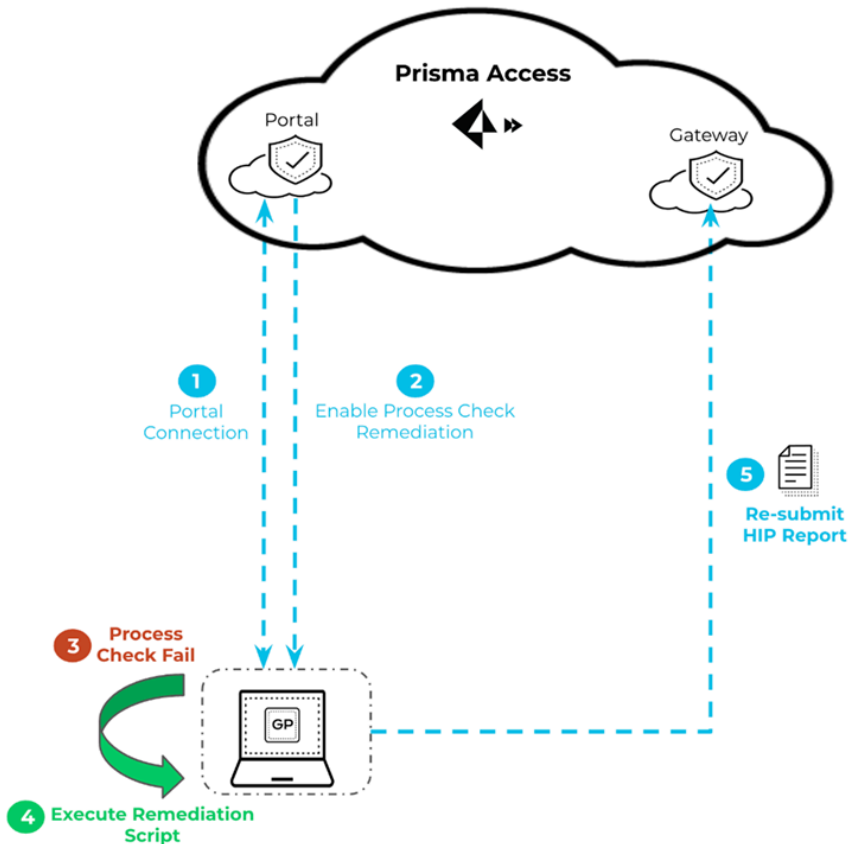 Prisma Access
Portal
Gateway
1
Portal
Connection
2
Enable Process Check
Remediation
5
Re-submit
HIP Report
3
Process
Check Fail
GP
4
Execute Remediation
Script